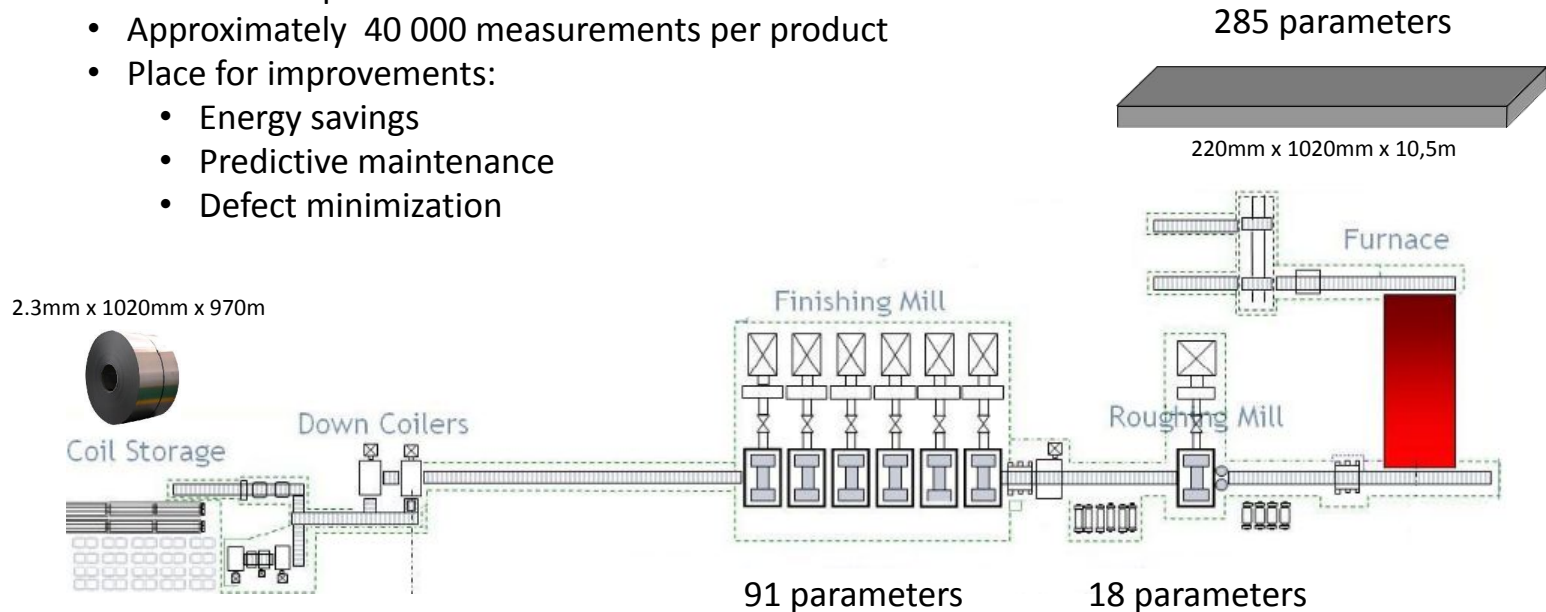 • Approximately 40 000 measurements per product
• Place for improvements:
• Energy savings
• Predictive maintenance
• Defect minimization
285 parameters
220mm x 1020mm x 10,5m
Furnace
2.3mm x 1020mm x 970m
Finishing Mill
Roughing Mill
Down Coilers
Coil Storage
91 parameters
18 parameters